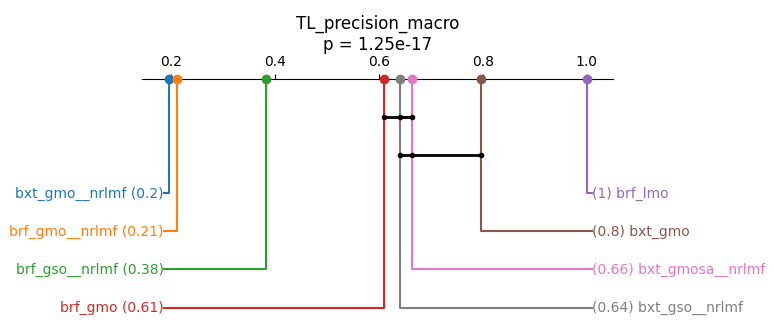 TL_precision_macro
p = 1.25e-17
0.2 0.4 0.6 0.8 1.0
bxt_gmo__nrlmf (0.2) (1) brf_lmo
brf_gmo__nrlmf (0.21) (0.8) bxt_gmo
brf_gso__nrlmf (0.38) (0.66) bxt_gmosa__nrlmf
brf_gmo (0.61) (0.64) bxt_gso__nrlmf